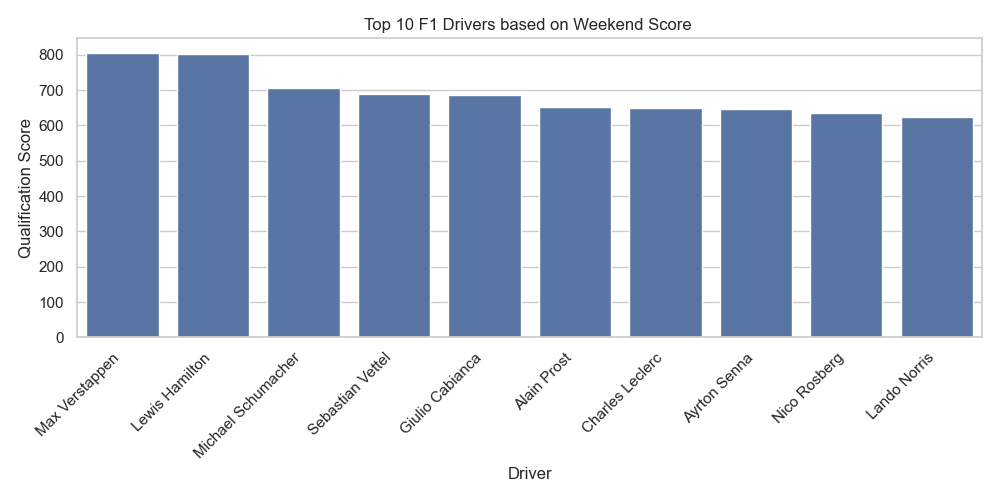 Top 10 F1 Drivers based on Weekend Score
Qualification Score
800
700
600
500
400
300
200
100
0
Max Verstappen
Lewis Hamilton
Michael Schumacher
Sebastian Vettel
Giulio Cabianca
Alain Prost
Charles Leclerc
Ayrton Senna
Nico Rosberg
Lando Norris
Driver